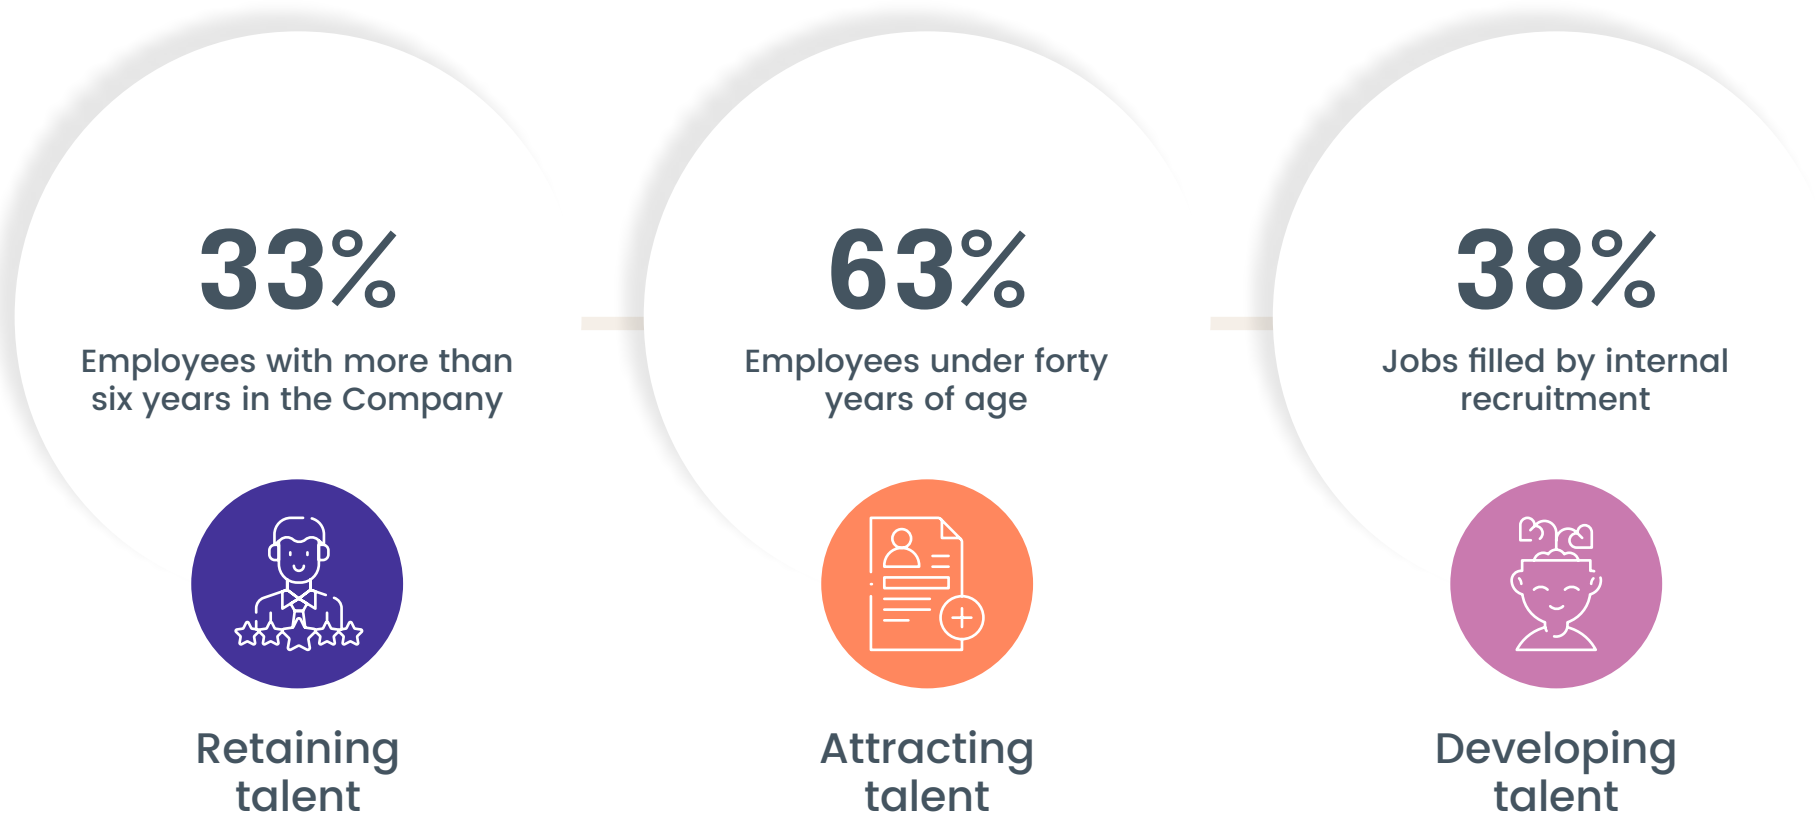 33%
Employees with more than
six years in the Company
Retaining
talent
63%
Employees under forty
years of age
Attracting
talent
38%
Jobs filled by internal
recruitment
Developing
talent